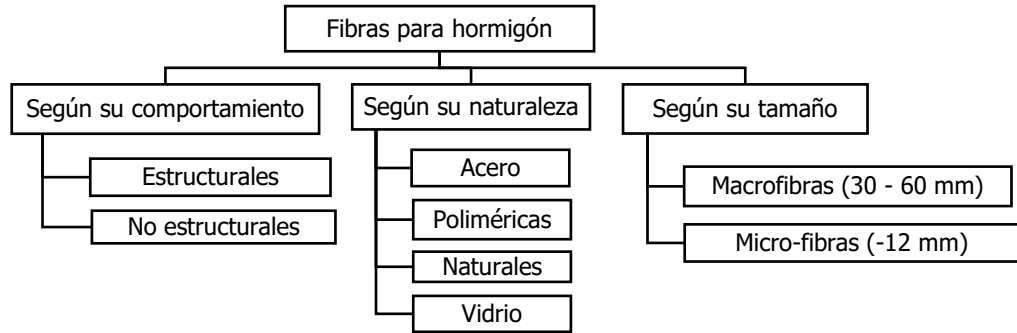 Fibras para hormigón
Según su comportamiento
Estructurales
No estructurales
Según su naturaleza
Acero
Poliméricas
Naturales
Vidrio
Según su tamaño
Macrofibras (30 - 60 mm)
Micro-fibras (-12 mm)